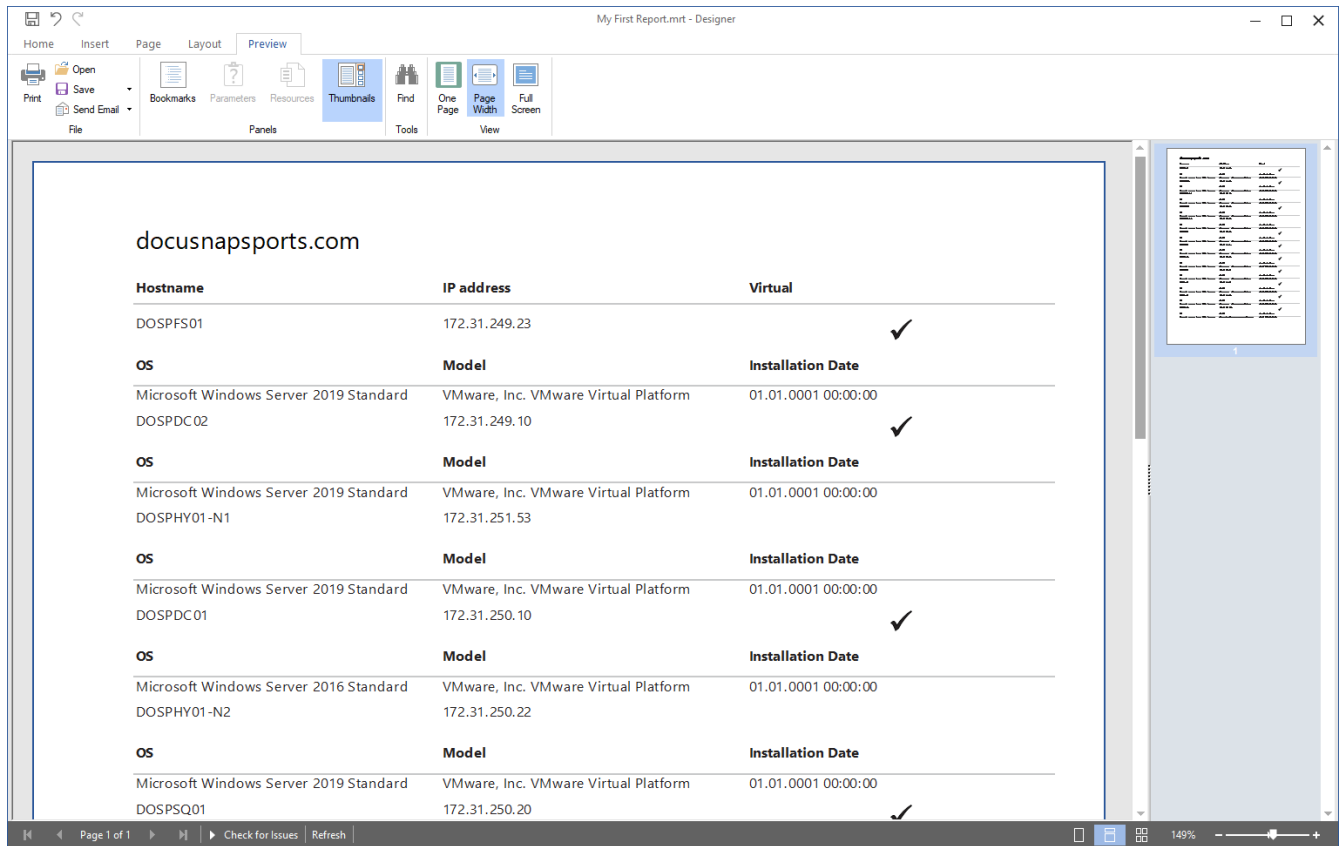 My First Report.mrt - Designer
Home Insert Page Layout Preview
Print Open Save Send Email Bookmarks Parameters Resources Thumbnails Find One Page Page Width Full Screen
File Panels Tools View
docusnapsports.com
Hostname IP address Virtual
DOSPFS01 172.31.249.23 ✓
OS Model Installation Date
Microsoft Windows Server 2019 Standard VMware, Inc. VMware Virtual Platform 01.01.0001 00:00:00
DOSPDC02 172.31.249.10 ✓
OS Model Installation Date
Microsoft Windows Server 2019 Standard VMware, Inc. VMware Virtual Platform 01.01.0001 00:00:00
DOSPHY01-N1 172.31.251.53
OS Model Installation Date
Microsoft Windows Server 2019 Standard VMware, Inc. VMware Virtual Platform 01.01.0001 00:00:00
DOSPDC01 172.31.250.10 ✓
OS Model Installation Date
Microsoft Windows Server 2016 Standard VMware, Inc. VMware Virtual Platform 01.01.0001 00:00:00
DOSPHY01-N2 172.31.250.22
OS Model Installation Date
Microsoft Windows Server 2019 Standard VMware, Inc. VMware Virtual Platform 01.01.0001 00:00:00
DOSPSQ01 172.31.250.20 ✓
1
Page 1 of 1 Check for Issues Refresh 149%